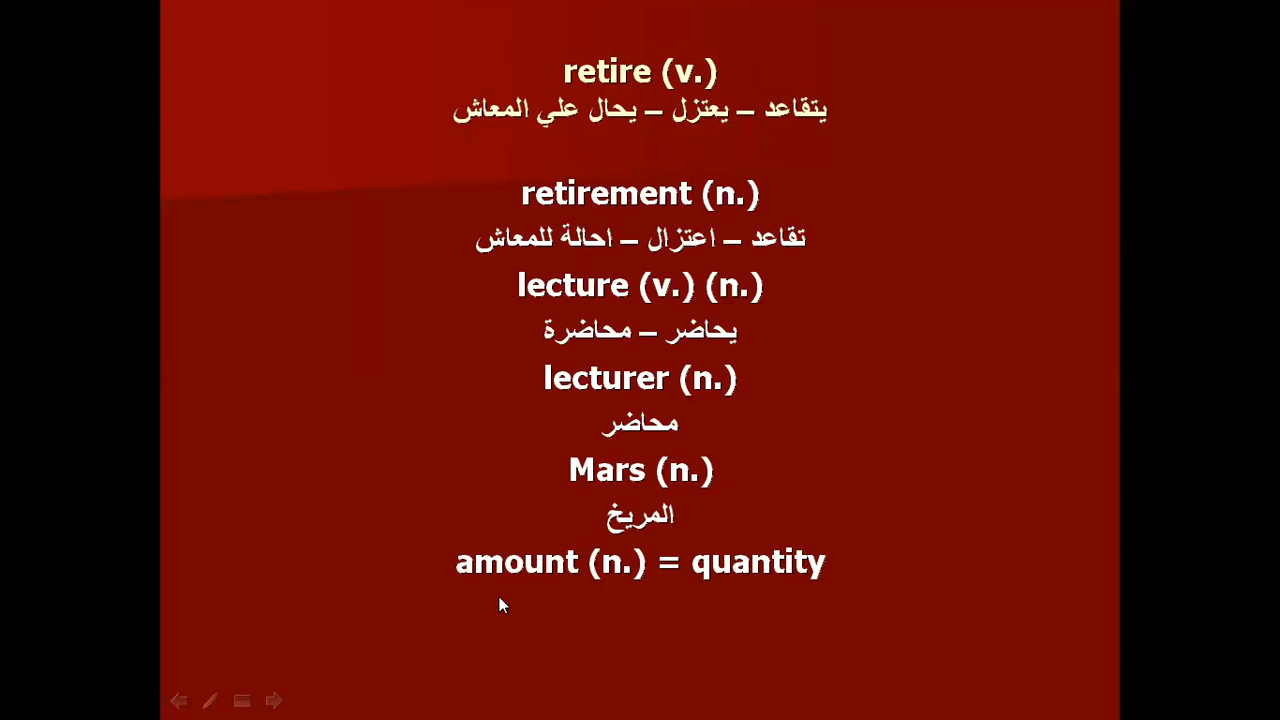 retire (v.)
يتقاعد – يعتزل – يحال علي المعاش
retirement (n.)
تقاعد – اعتزال – احالة للمعاش
lecture (v.) (n.)
يحاضر – محاضرة
lecturer (n.)
محاضر
Mars (n.)
المريخ
amount (n.) = quantity